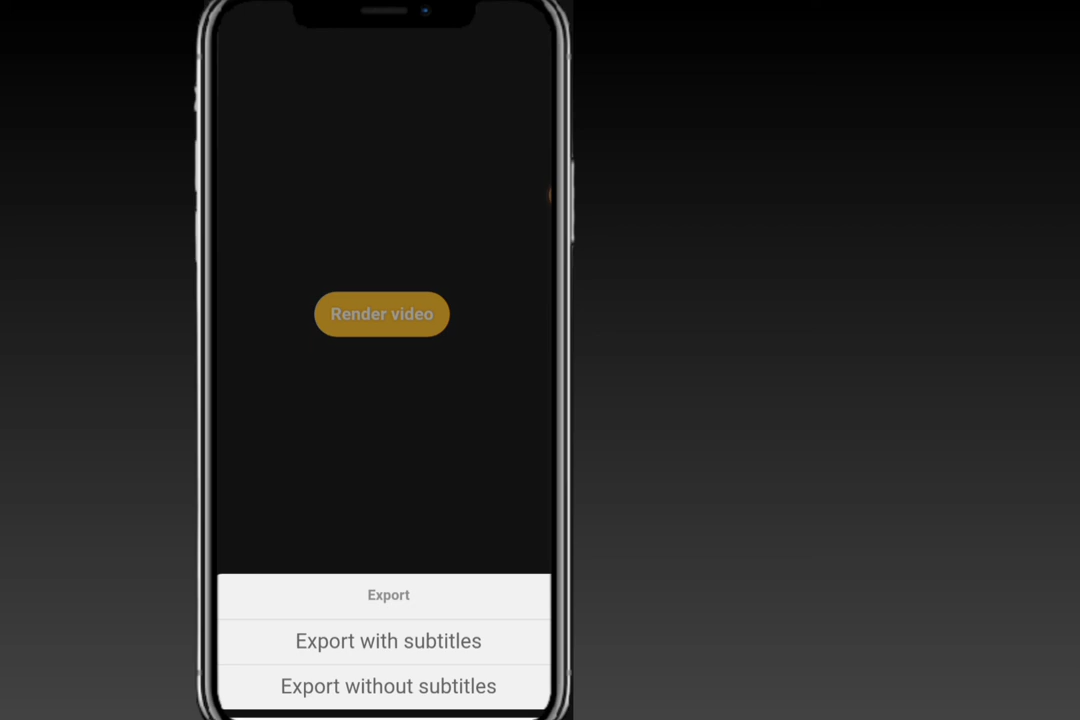 Render video
Export
Export with subtitles
Export without subtitles